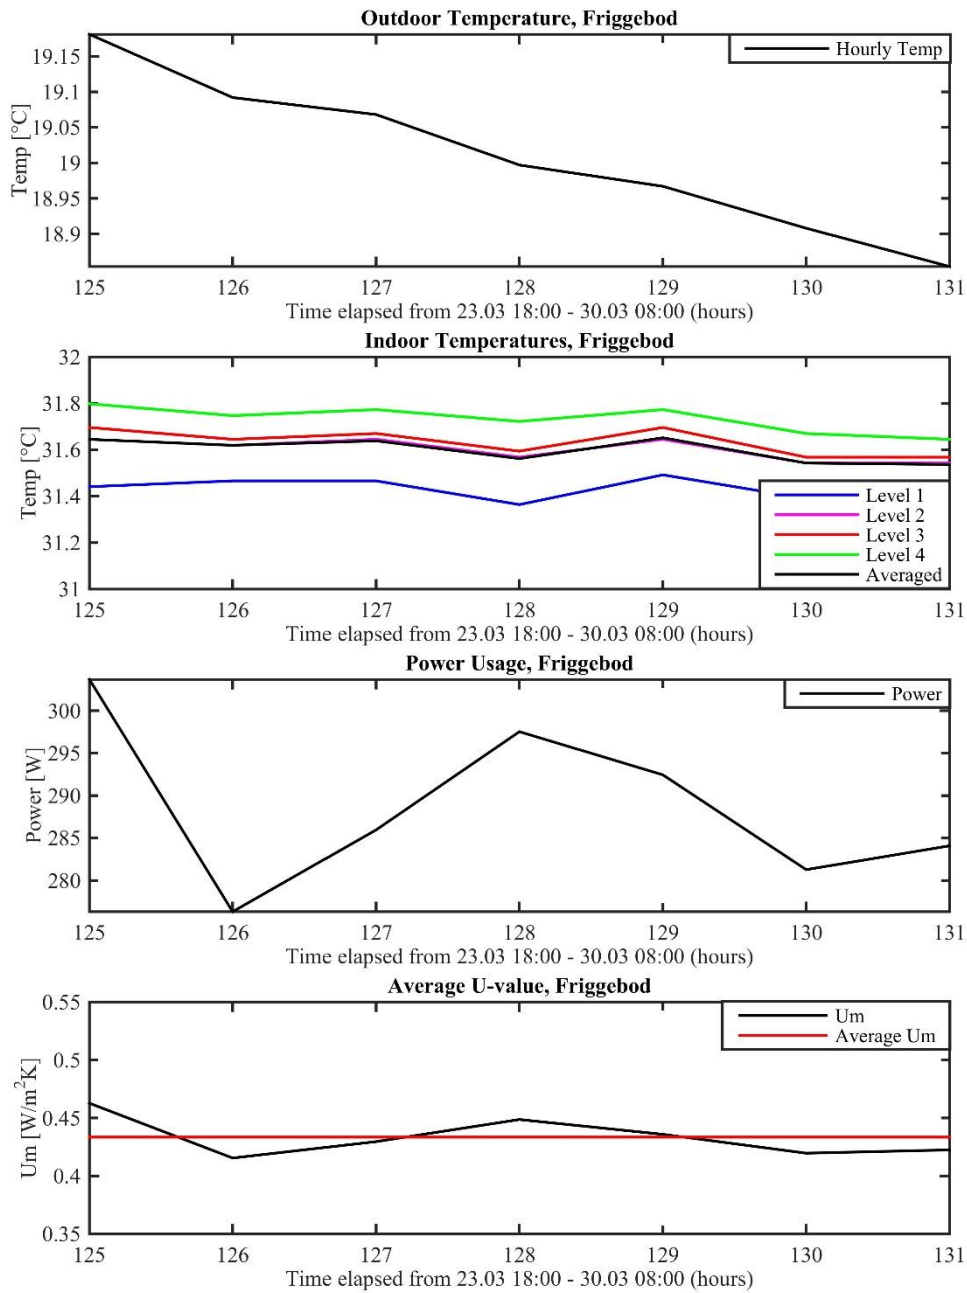 Outdoor Temperature, Friggebod
Hourly Temp
19.15
19.1
19.05
19
18.95
18.9
Temp [°C]
125 126 127 128 129 130 131
Time elapsed from 23.03 18:00 - 30.03 08:00 (hours)
Indoor Temperatures, Friggebod
32
31.8
31.6
31.4
31.2
31
Temp [°C]
Level 1
Level 2
Level 3
Level 4
Averaged
125 126 127 128 129 130 131
Time elapsed from 23.03 18:00 - 30.03 08:00 (hours)
Power Usage, Friggebod
Power
300
295
290
285
280
Power [W]
125 126 127 128 129 130 131
Time elapsed from 23.03 18:00 - 30.03 08:00 (hours)
Average U-value, Friggebod
0.55
0.5
0.45
0.4
0.35
Um [W/m²K]
Um
Average Um
125 126 127 128 129 130 131
Time elapsed from 23.03 18:00 - 30.03 08:00 (hours)